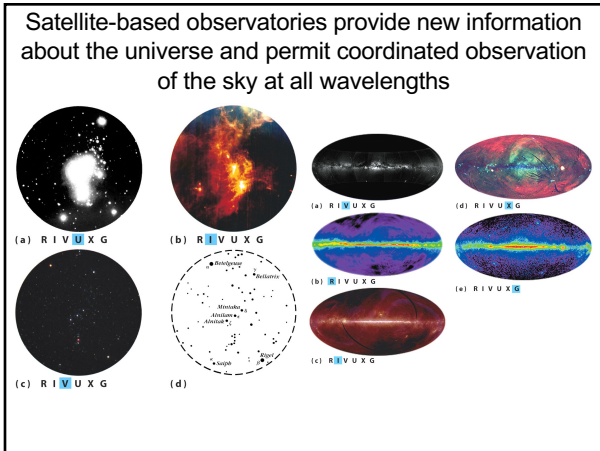 Satellite-based observatories provide new information
about the universe and permit coordinated observation
of the sky at all wavelengths
(a) R I V U X G
(b) R I V U X G
(c) R I V U X G
Betelgeuse
Bellatrix
Mintaka
Alnilam
Alnitak
Rigel
Saiph
(d)
(a) R I V U X G
(d) R I V U X G
(b) R I V U X G
(e) R I V U X G
(c) R I V U X G